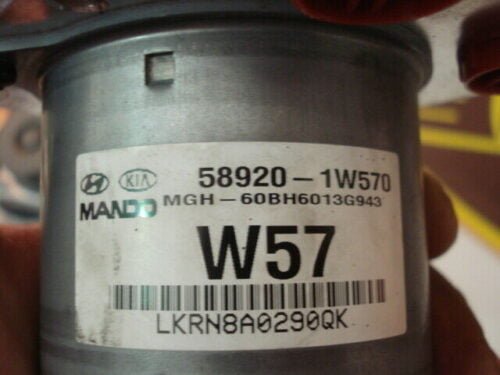 KIA 58920-1W570
MANDO MGH-60BH6013G943
W57
LKRN8A0290QK